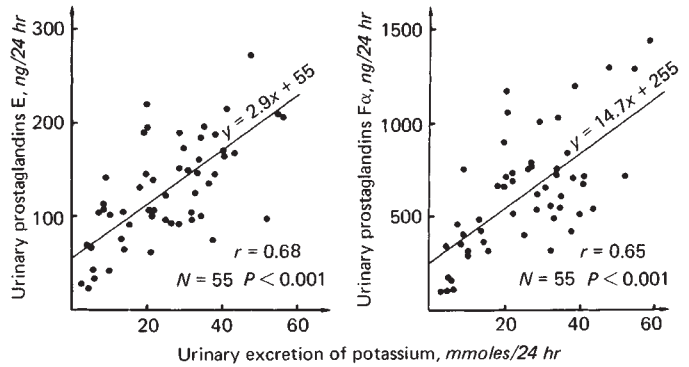 Urinary prostaglandins E, ng/24 hr
300
200
100
y = 2.9x + 55
r = 0.68
N = 55 P < 0.001
20
40
60
Urinary prostaglandins Fα, ng/24 hr
1500
1000
500
y = 14.7x + 255
r = 0.65
N = 55 P < 0.001
20
40
60
Urinary excretion of potassium, mmoles/24 hr